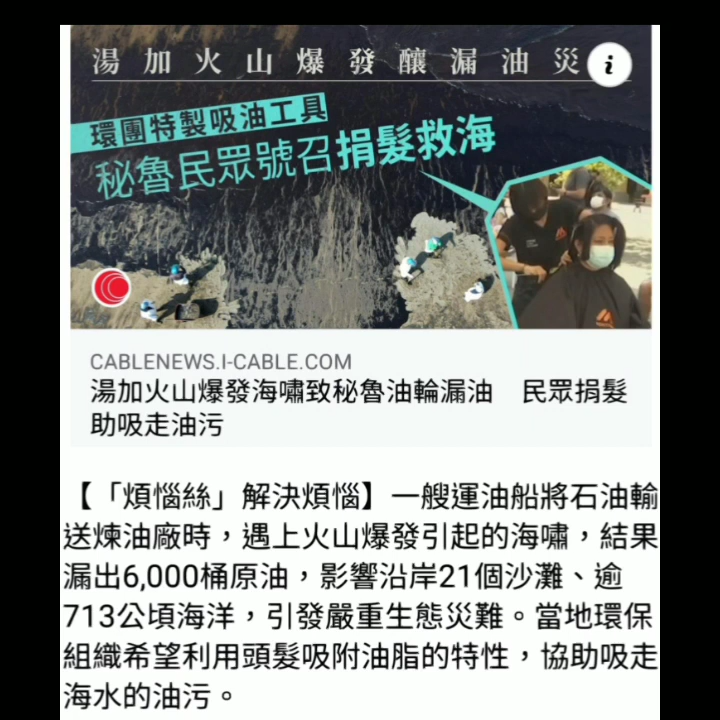 湯加火山爆發釀漏油災
i
環團特製吸油工具
秘魯民眾號召捐髮救海
CABLENEWS.I-CABLE.COM
湯加火山爆發海嘯致秘魯油輪漏油　民眾捐髮
助吸走油污
【「煩惱絲」解決煩惱】一艘運油船將石油輸
送煉油廠時，遇上火山爆發引起的海嘯，結果
漏出6,000桶原油，影響沿岸21個沙灘、逾
713公頃海洋，引發嚴重生態災難。當地環保
組織希望利用頭髮吸附油脂的特性，協助吸走
海水的油污。